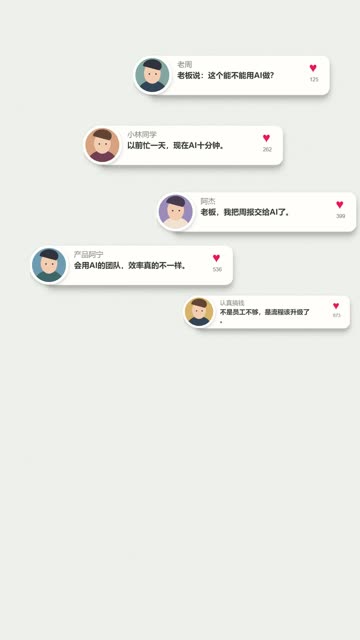 老周
老板说：这个能不能用AI做？
125
小林同学
以前忙一天，现在AI十分钟。
262
阿杰
老板，我把周报交给AI了。
399
产品阿宁
会用AI的团队，效率真的不一样。
536
认真搞钱
不是员工不够，是流程该升级了
。
673